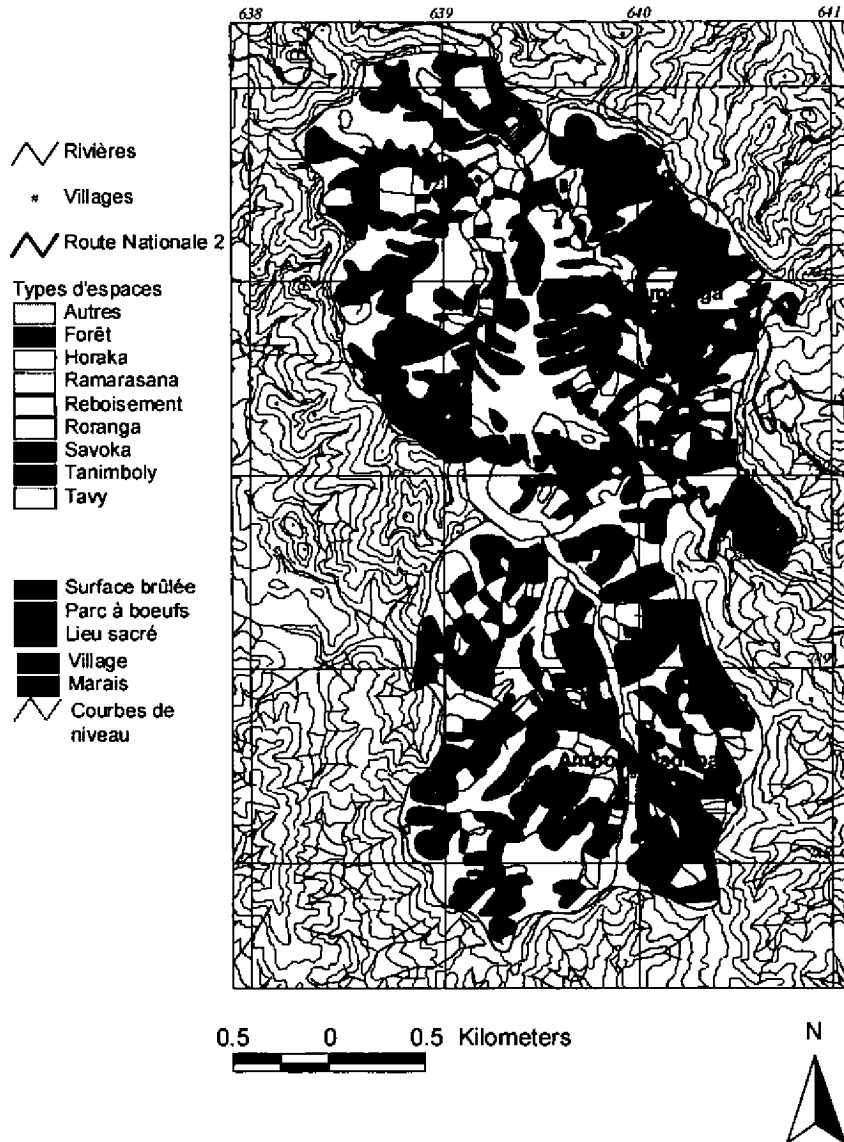 638 639 640 641
Rivières
Villages
Route Nationale 2
Types d'espaces
Autres
Forêt
Horaka
Ramarasana
Reboisement
Roranga
Savoka
Tanimboly
Tavy
Surface brûlée
Parc à boeufs
Lieu sacré
Village
Marais
Courbes de
niveau
0.5 0 0.5 Kilometers
N